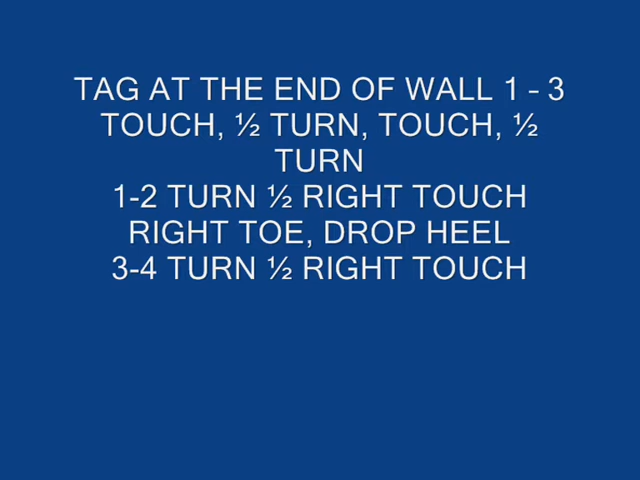 TAG AT THE END OF WALL 1 – 3
TOUCH, ½ TURN, TOUCH, ½
TURN
1-2 TURN ½ RIGHT TOUCH
RIGHT TOE, DROP HEEL
3-4 TURN ½ RIGHT TOUCH